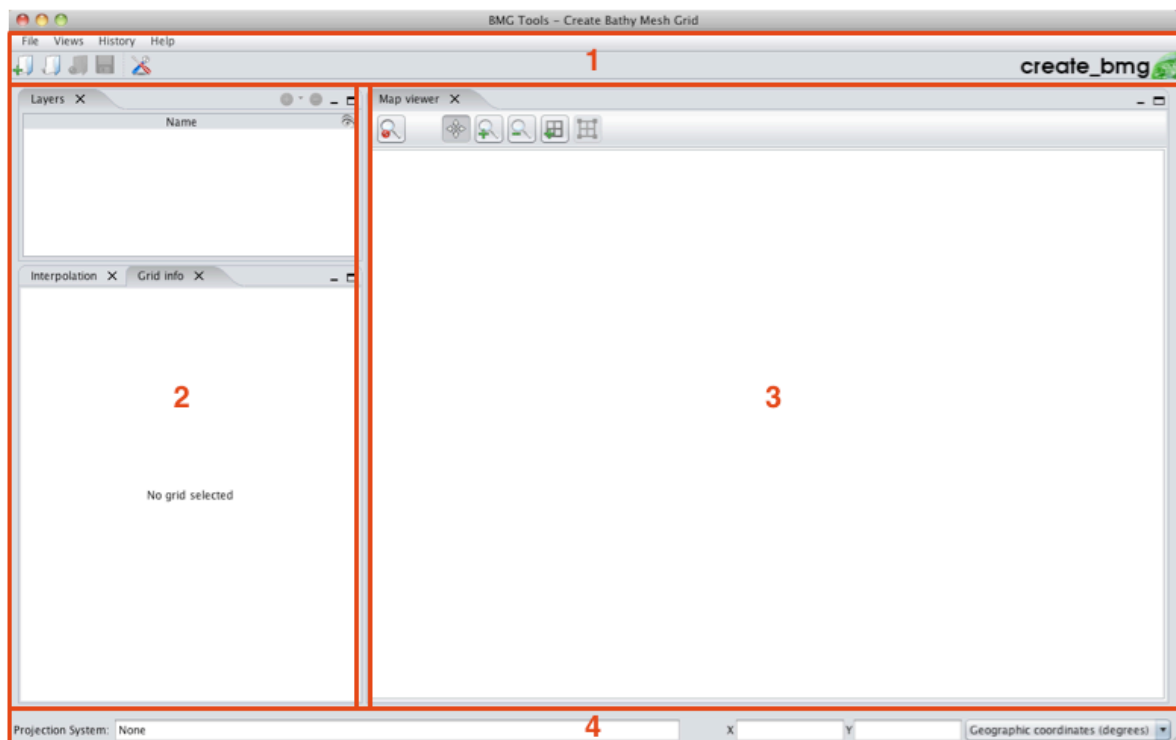 BMG Tools – Create Bathy Mesh Grid
File Views History Help
1
create_bmg
Layers X
Name
Interpolation X Grid info X
2
No grid selected
Map viewer X
3
Projection System: None
4
X
Y
Geographic coordinates (degrees)